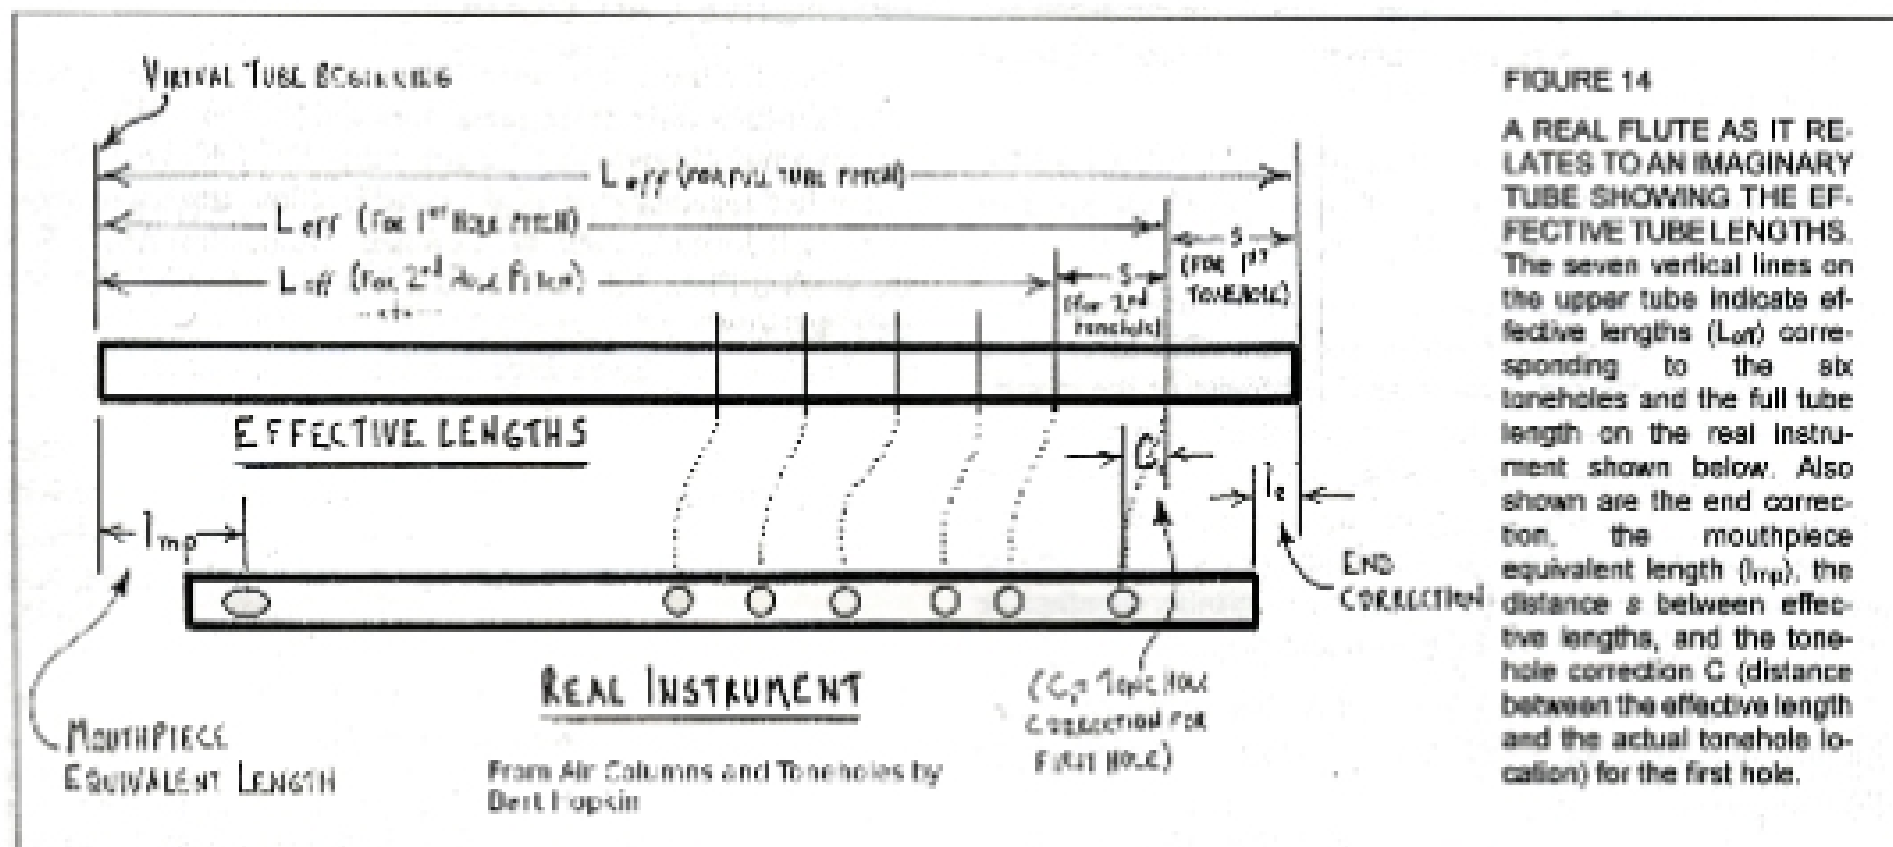 VIRTUAL TUBE BEGINNING
L eff (FOR FULL TUBE PITCH)
L eff (FOR 1st HOLE PITCH)
S
(FOR 1ST
TONEHOLE)
L eff (FOR 2nd HOLE PITCH)
S
(FOR 2nd
TONEHOLE)
EFFECTIVE LENGTHS
lmp
END
CORRECTION
REAL INSTRUMENT
MOUTHPIECE
EQUIVALENT LENGTH
(C1= TONE HOLE
CORRECTION FOR
FIRST HOLE)
From Air Columns and Toneholes by
FIGURE 14
A REAL FLUTE AS IT RE-
LATES TO AN IMAGINARY
TUBE SHOWING THE EF-
FECTIVE TUBE LENGTHS.
The seven vertical lines on
the upper tube indicate ef-
fective lengths (Leff) corre-
sponding to the six
toneholes and the full tube
length on the real instru-
ment shown below. Also
shown are the end correc-
tion, the mouthpiece
equivalent length (lmp), the
distance s between effec-
tive lengths, and the tone-
hole correction C (distance
between the effective length
and the actual tonehole lo-
cation) for the first hole.